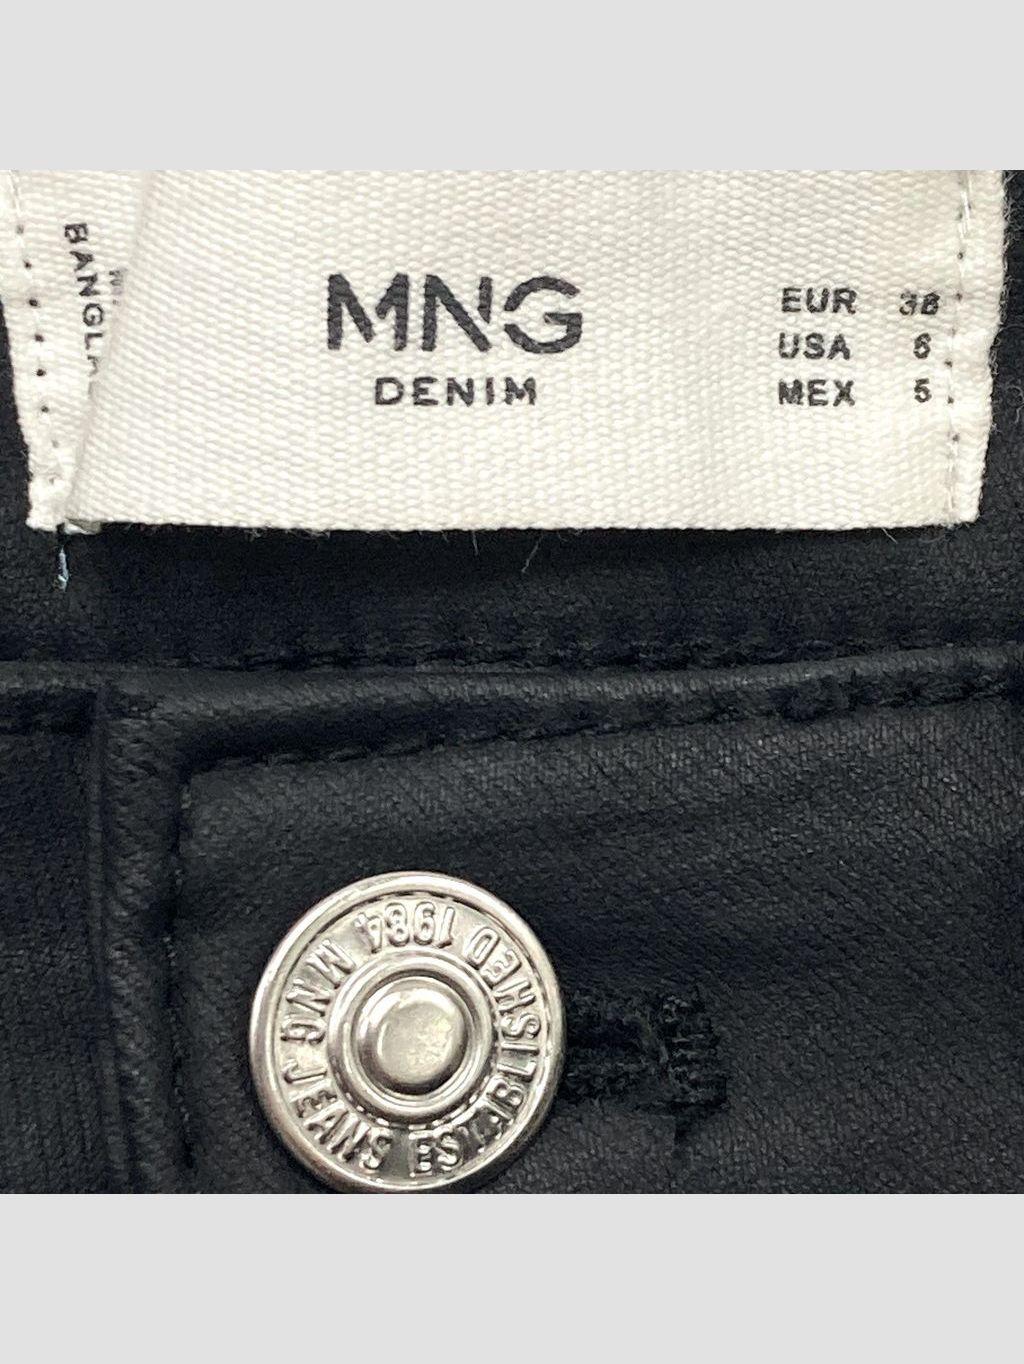 MNG
DENIM
EUR 38
USA 6
MEX 5
MNG JEANS ESTABLISHED 1984